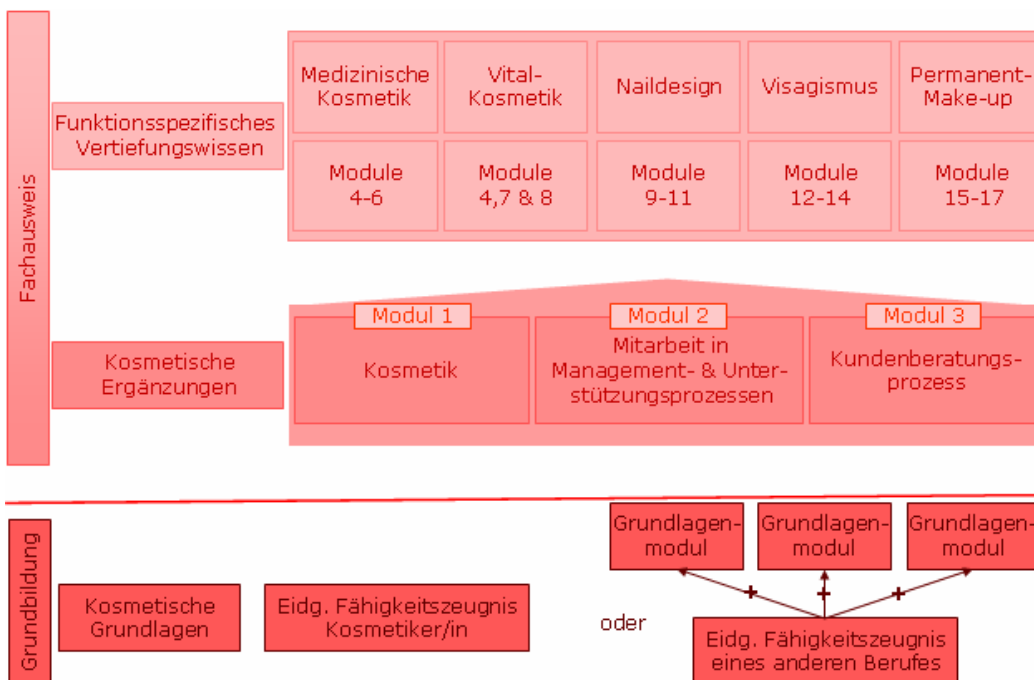 Fachausweis
Funktionsspezifisches
Vertiefungswissen
Medizinische
Kosmetik
Vital-
Kosmetik
Naildesign
Visagismus
Permanent-
Make-up
Module
4-6
Module
4,7 & 8
Module
9-11
Module
12-14
Module
15-17
Kosmetische
Ergänzungen
Modul 1
Kosmetik
Modul 2
Mitarbeit in
Management- & Unter-
stützungsprozessen
Modul 3
Kundenberatungs-
prozess
Grundbildung
Kosmetische
Grundlagen
Eidg. Fähigkeitszeugnis
Kosmetiker/in
oder
Grundlagen-
modul
Grundlagen-
modul
Grundlagen-
modul
Eidg. Fähigkeitszeugnis
eines anderen Berufes